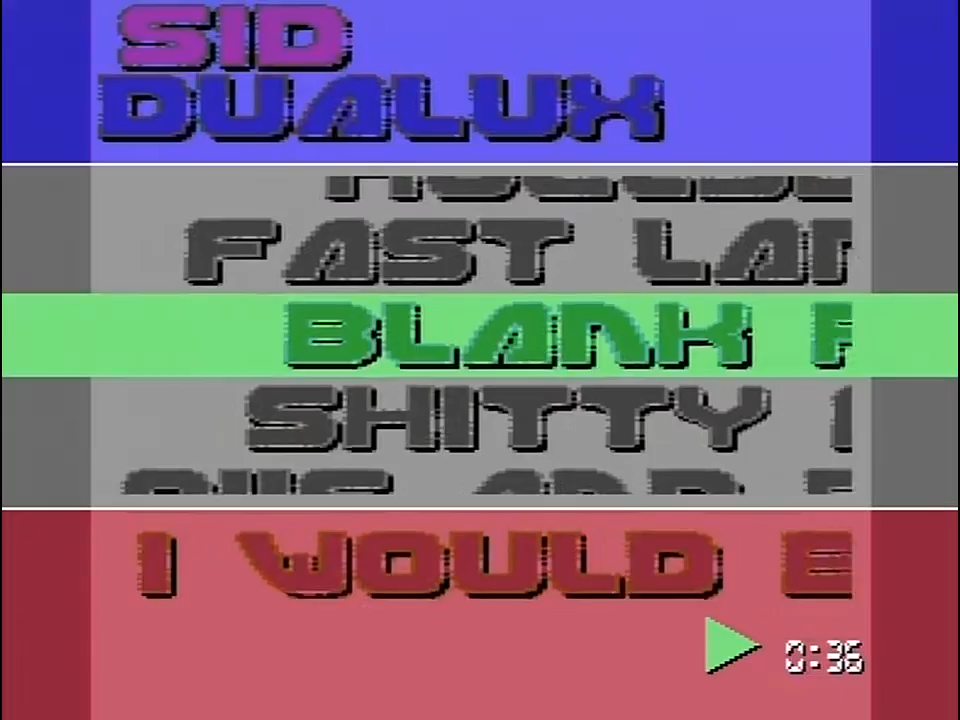 SID
DUALUX
FAST LAN
BLANK P
SHITTY
I WOULD E
0:36